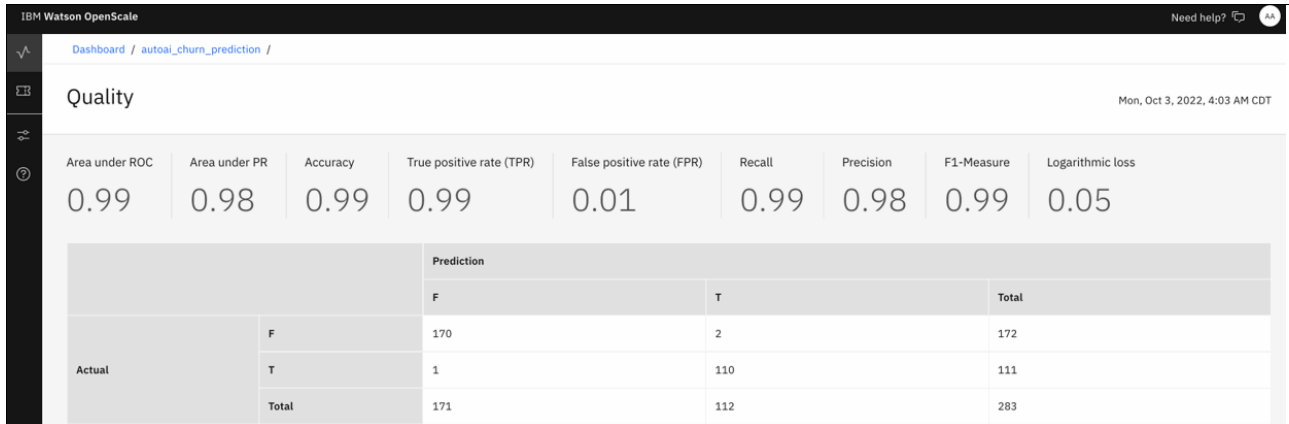 IBM Watson OpenScale
Need help?
AA
Dashboard / autoai_churn_prediction /
Quality
Mon, Oct 3, 2022, 4:03 AM CDT
Area under ROC Area under PR Accuracy True positive rate (TPR) False positive rate (FPR) Recall Precision F1-Measure Logarithmic loss
0.99 0.98 0.99 0.99 0.01 0.99 0.98 0.99 0.05
Prediction
F T Total
F 170 2 172
Actual T 1 110 111
Total 171 112 283